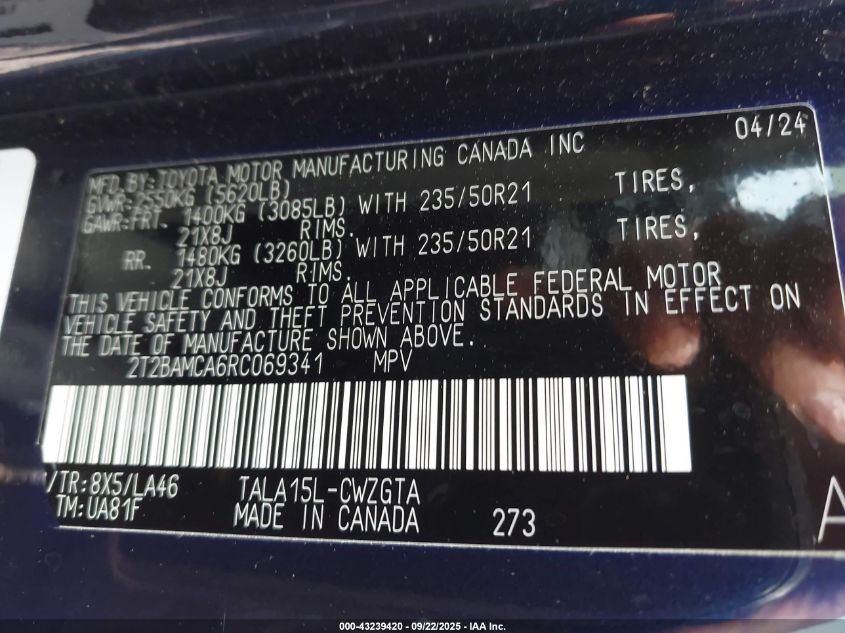 04/24
MFD.BY:TOYOTA MOTOR MANUFACTURING CANADA INC
GVWR:2550KG (5620LB)
GAWR:FRT. 1400KG (3085LB) WITH 235/50R21 TIRES,
21X8J RIMS.
RR. 1480KG (3260LB) WITH 235/50R21 TIRES,
21X8J RIMS.
THIS VEHICLE CONFORMS TO ALL APPLICABLE FEDERAL MOTOR
VEHICLE SAFETY AND THEFT PREVENTION STANDARDS IN EFFECT ON
THE DATE OF MANUFACTURE SHOWN ABOVE.
2T2BAMCA6RC069341 MPV
/TR:8X5/LA46 TALA15L-CWZGTA
TM:UA81F MADE IN CANADA 273
A
000-43239420 - 09/22/2025 - IAA Inc.